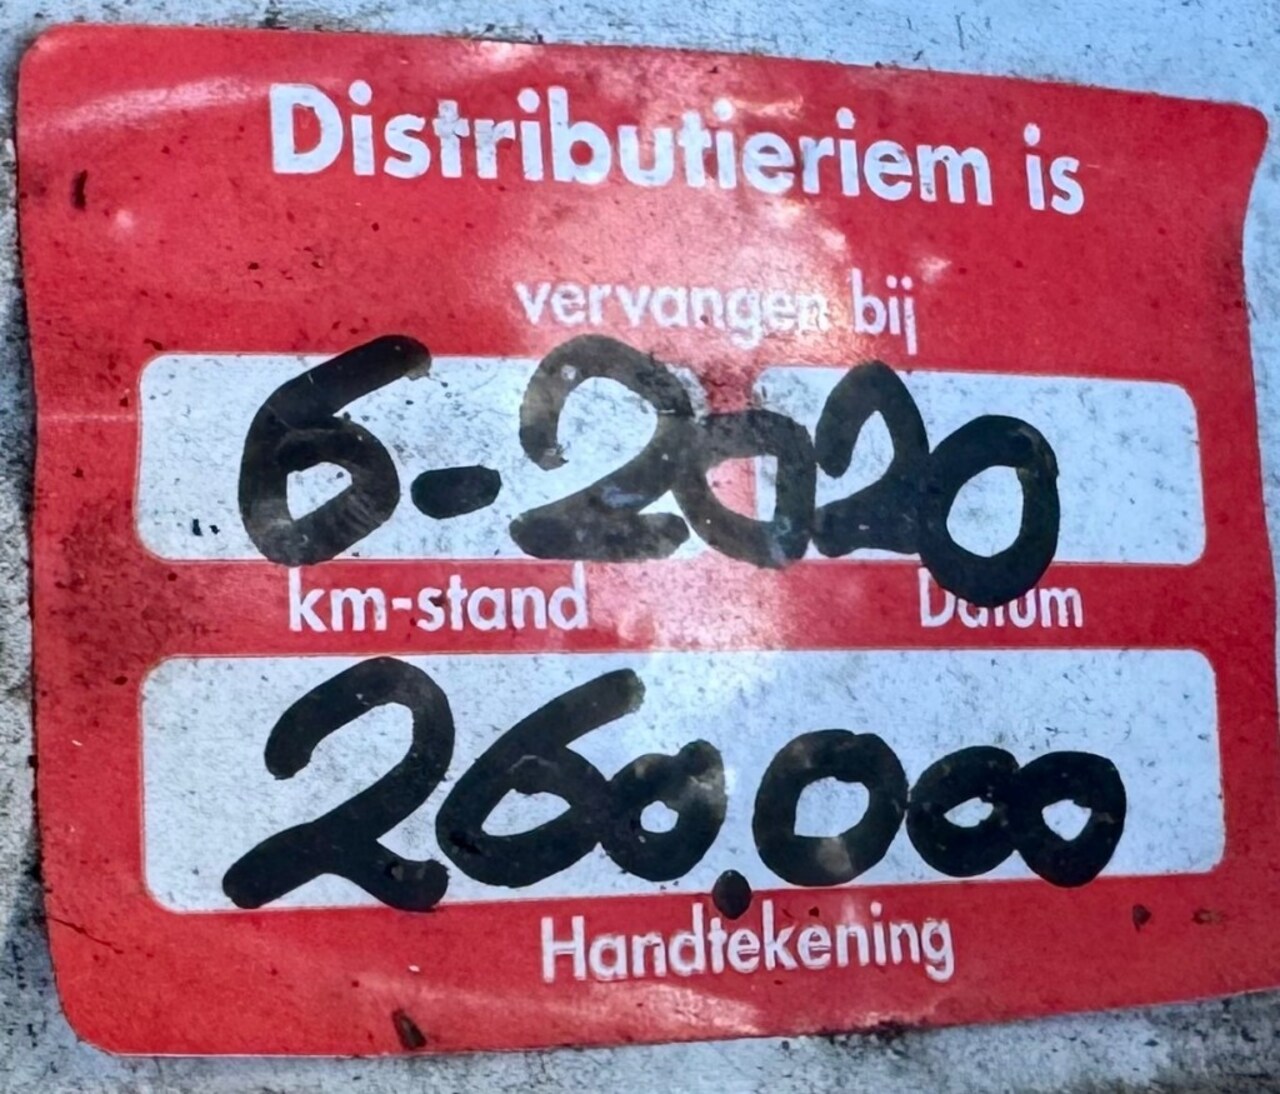 Distributieriem is
vervangen bij
6-2020
km-stand Datum
260.000
Handtekening